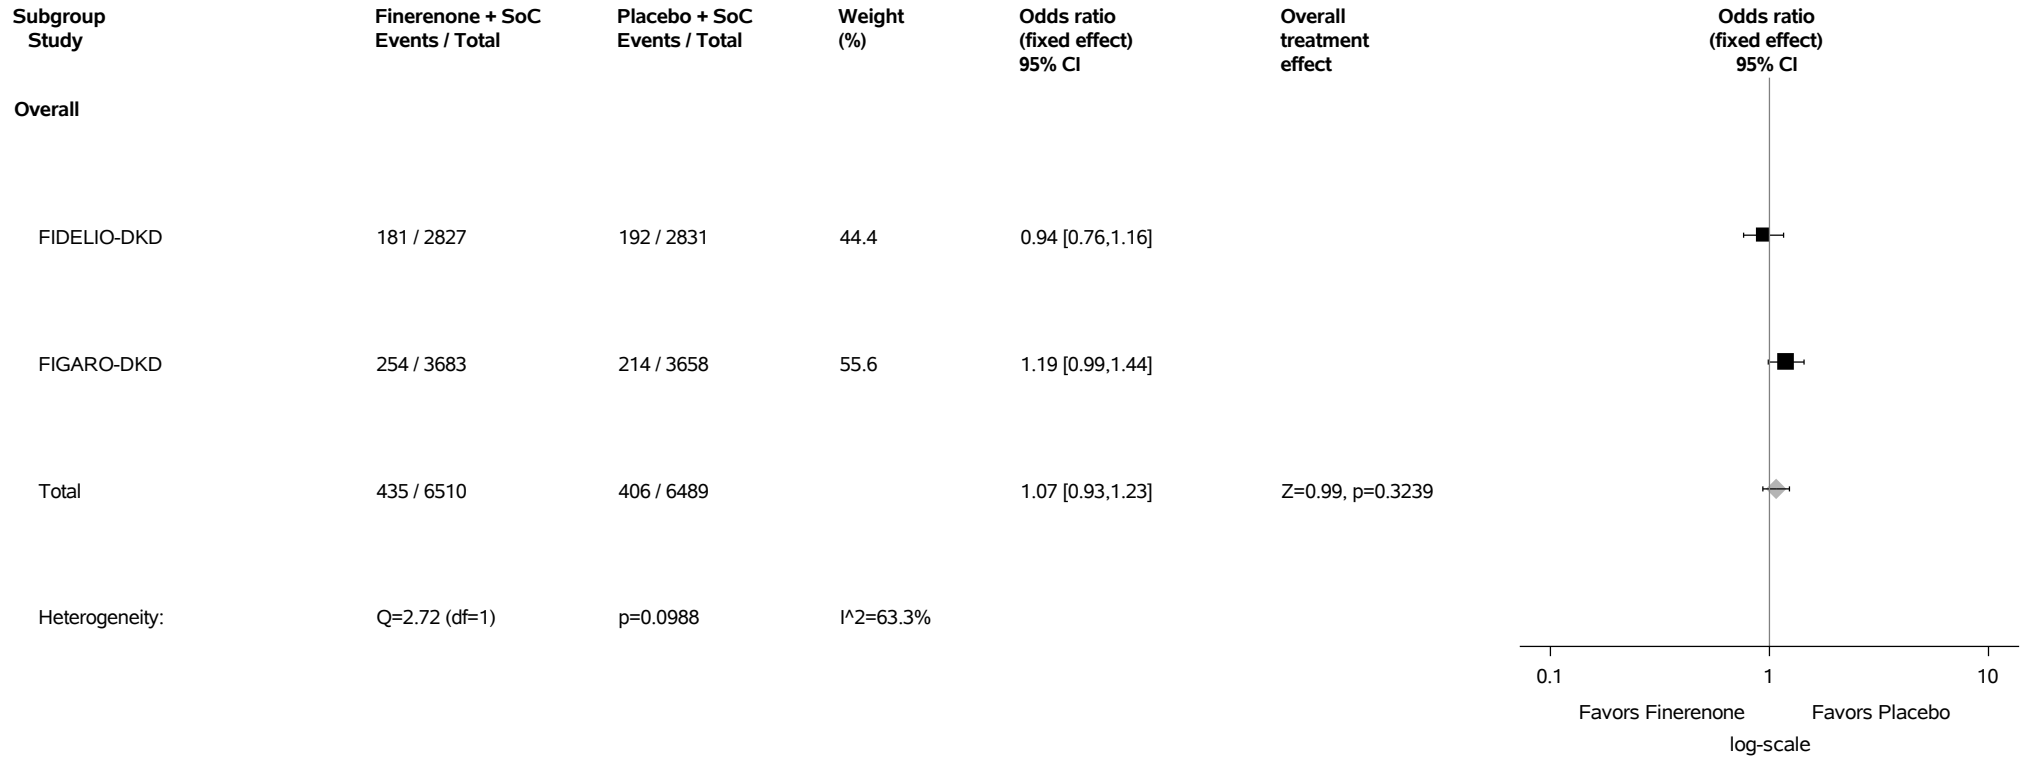 Subgroup Finerenone + SoC Placebo + SoC Weight Odds ratio Overall Odds ratio
Study Events / Total Events / Total (%) (fixed effect) treatment (fixed effect)
95% CI effect 95% CI
Overall
FIDELIO-DKD 181 / 2827 192 / 2831 44.4 0.94 [0.76,1.16]
FIGARO-DKD 254 / 3683 214 / 3658 55.6 1.19 [0.99,1.44]
Total 435 / 6510 406 / 6489 1.07 [0.93,1.23] Z=0.99, p=0.3239
Heterogeneity: Q=2.72 (df=1) p=0.0988 I^2=63.3%
0.1 1 10
Favors Finerenone Favors Placebo
log-scale